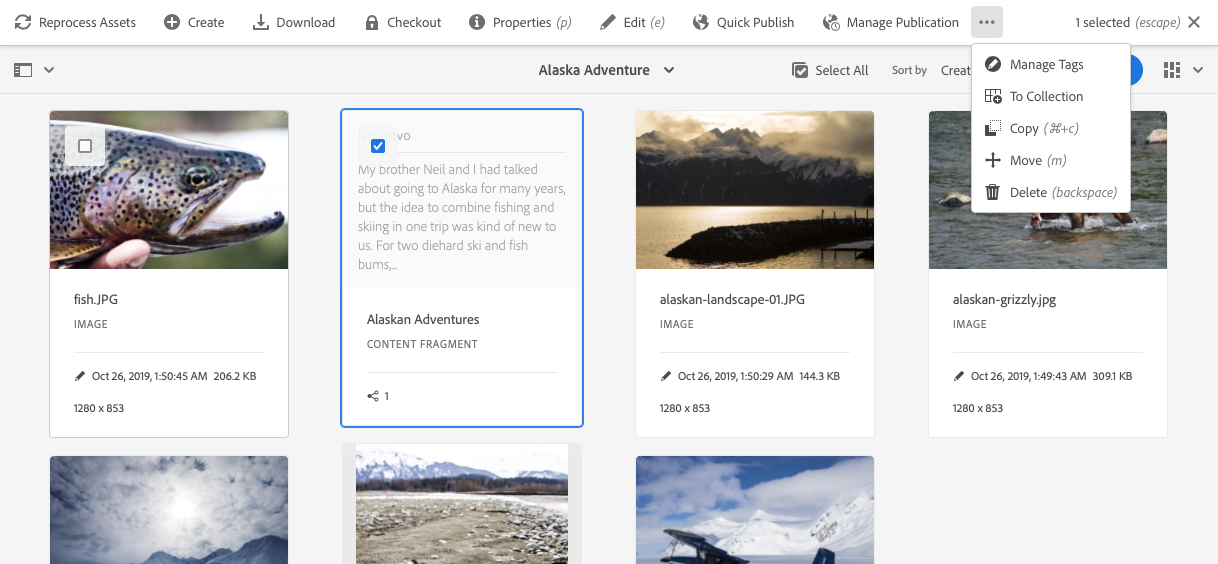 Reprocess Assets Create Download Checkout Properties (p) Edit (e) Quick Publish Manage Publication 1 selected (escape)
Alaska Adventure Select All Sort by Creat
Manage Tags
To Collection
Copy (⌘+c)
Move (m)
Delete (backspace)
fish.JPG
IMAGE
Oct 26, 2019, 1:50:45 AM 206.2 KB
1280 x 853
My brother Neil and I had talked
about going to Alaska for many years,
but the idea to combine fishing and
skiing in one trip was kind of new to
us. For two diehard ski and fish
bums,...
Alaskan Adventures
CONTENT FRAGMENT
1
alaskan-landscape-01.JPG
IMAGE
Oct 26, 2019, 1:50:29 AM 144.3 KB
1280 x 853
alaskan-grizzly.jpg
IMAGE
Oct 26, 2019, 1:49:43 AM 309.1 KB
1280 x 853